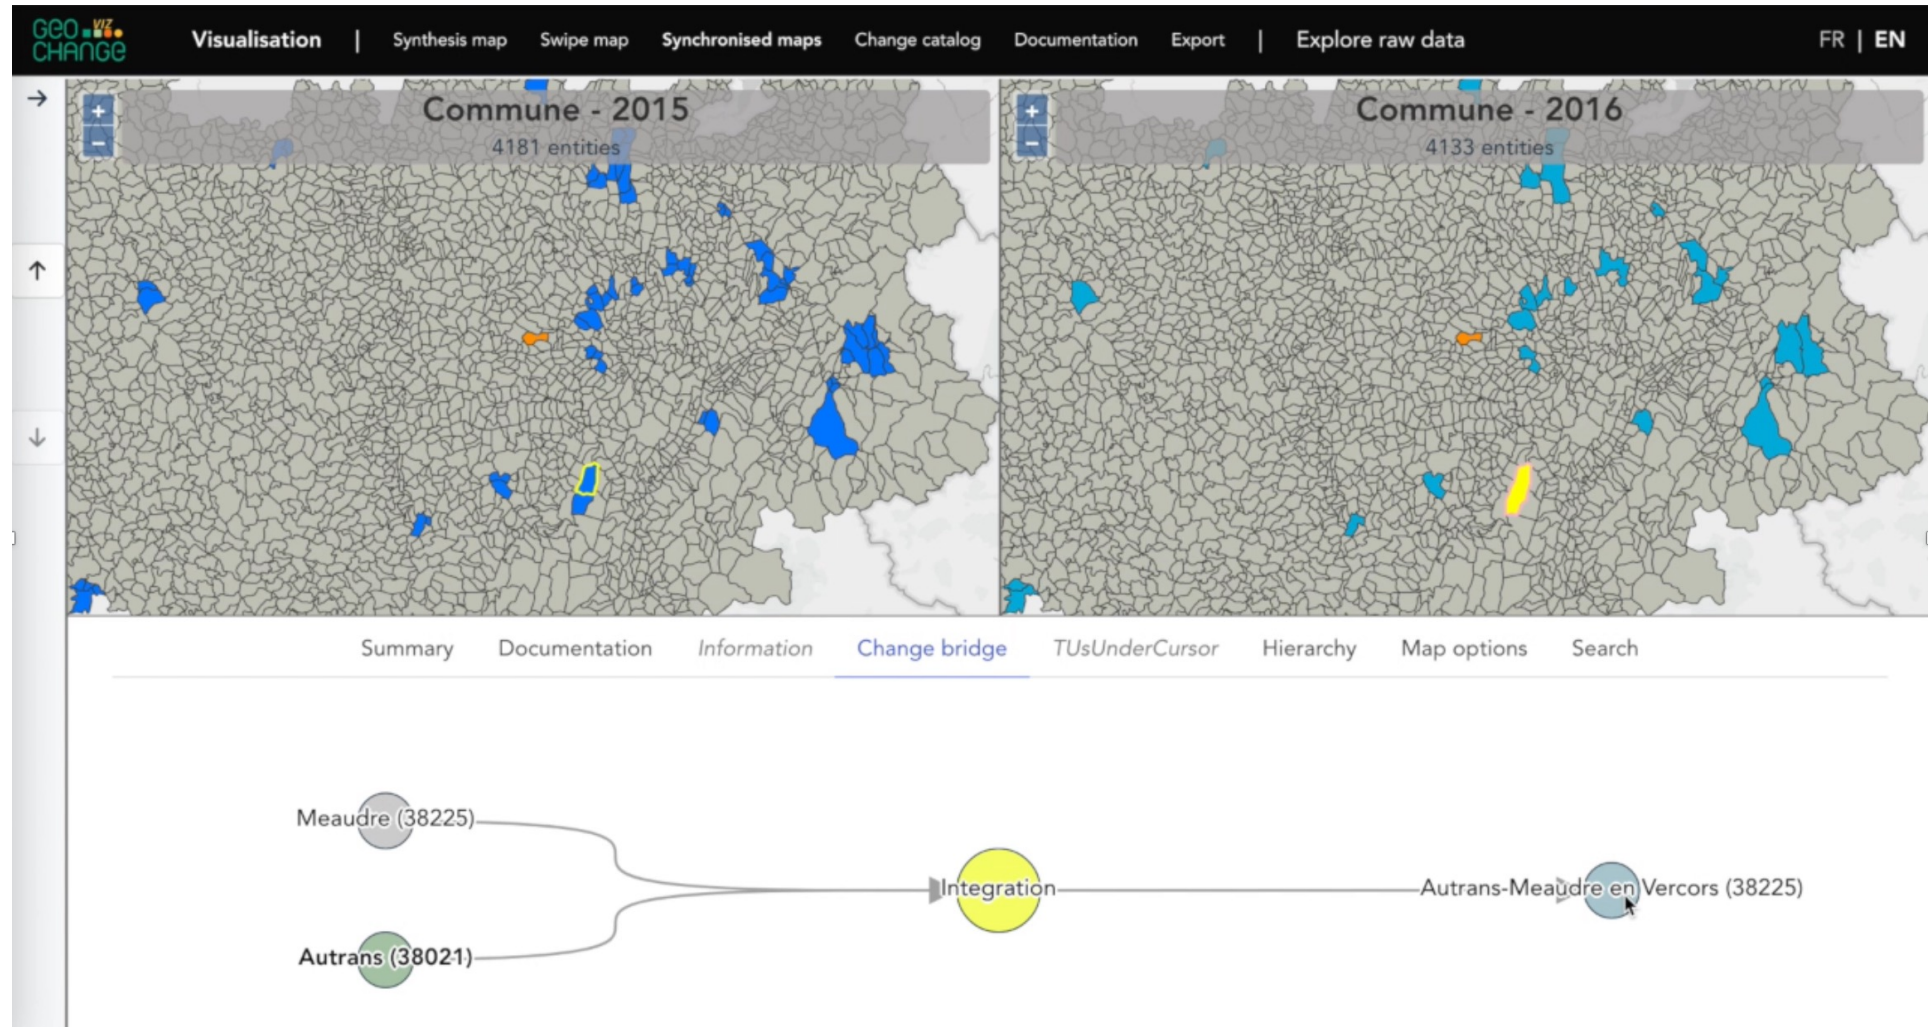 GEO VIZ
CHANGE
Visualisation | Synthesis map Swipe map Synchronised maps Change catalog Documentation Export | Explore raw data FR | EN
Commune - 2015
4181 entities
Commune - 2016
4133 entities
Summary Documentation Information Change bridge TUsUnderCursor Hierarchy Map options Search
Meaudre (38225)
Integration
Autrans-Meaudre en Vercors (38225)
Autrans (38021)